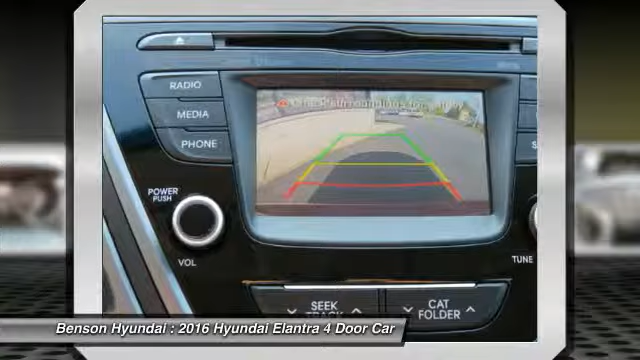 RADIO
MEDIA
PHONE
POWER
PUSH
VOL
TUNE
SEEK
TRACK
CAT
FOLDER
Benson Hyundai : 2016 Hyundai Elantra 4 Door Car